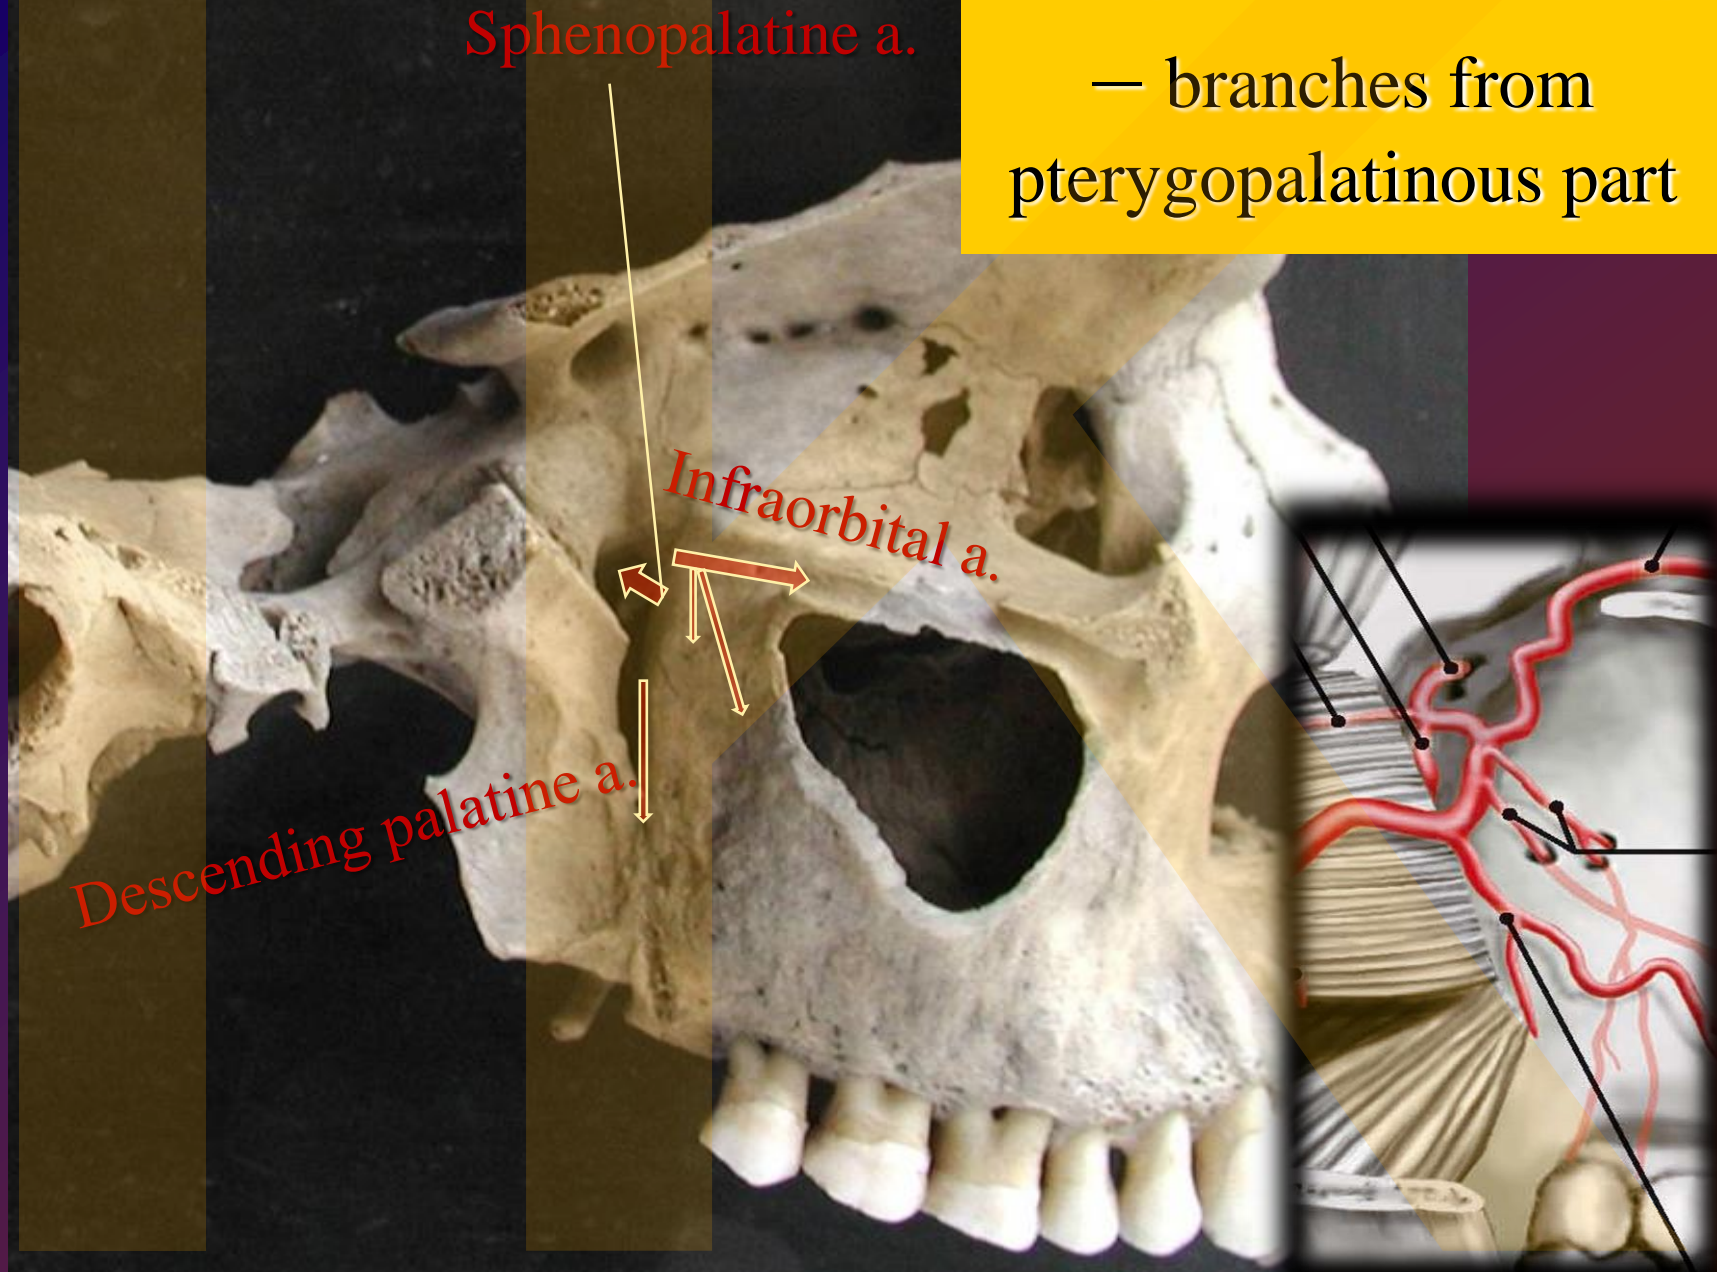 Sphenopalatine a.
— branches from
pterygopalatinous part
Infraorbital a.
Descending palatine a.